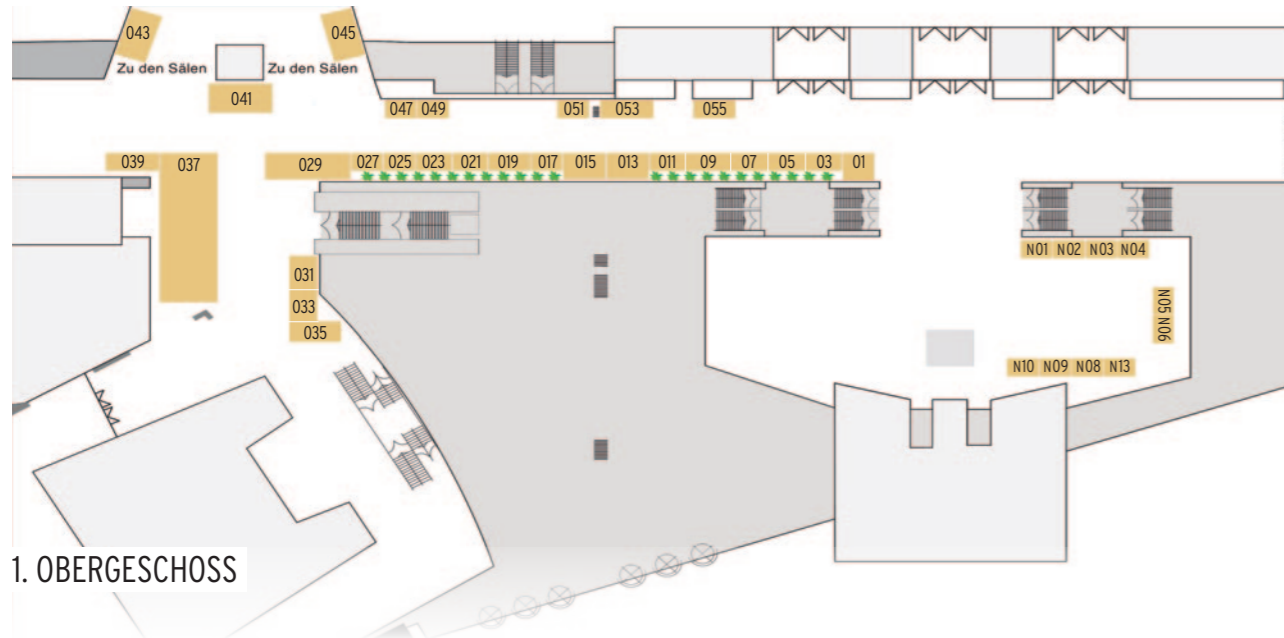 043 045
Zu den Sälen Zu den Sälen
041
047 049 051 053 055
039 037 029 027 025 023 021 019 017 015 013 011 09 07 05 03 01
N01 N02 N03 N04
031
033
035
N05 N06
N10 N09 N08 N13
1. OBERGESCHOSS